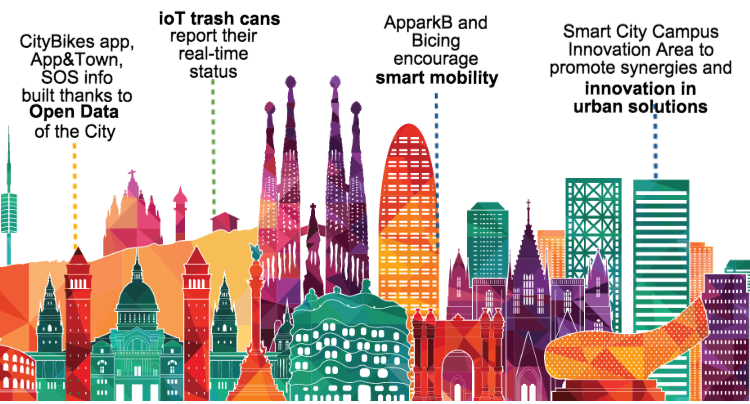 CityBikes app,
App&Town,
SOS info
built thanks to
Open Data
of the City
ioT trash cans
report their
real-time
status
ApparkB and
Bicing
encourage
smart mobility
Smart City Campus
Innovation Area to
promote synergies and
innovation in
urban solutions